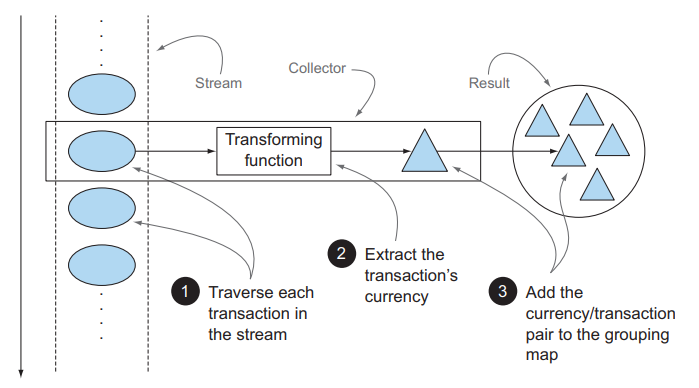 Stream
Collector
Result
Transforming
function
1 Traverse each
transaction in
the stream
2 Extract the
transaction's
currency
3 Add the
currency/transaction
pair to the grouping
map